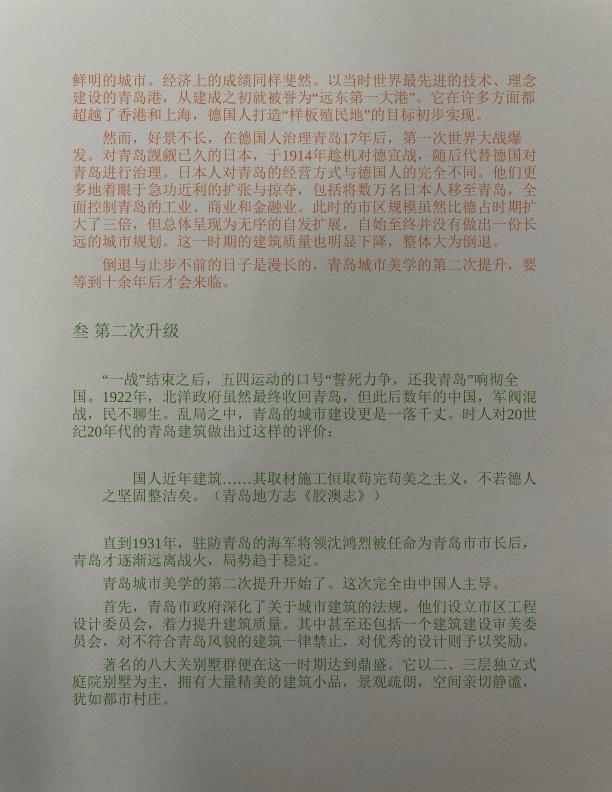 鲜明的城市。经济上的成绩同样斐然。以当时世界最先进的技术、理念
建设的青岛港，从建成之初就被誉为“远东第一大港”。它在许多方面都
超越了香港和上海，德国人打造“样板殖民地”的目标初步实现。
然而，好景不长，在德国人治理青岛17年后，第一次世界大战爆
发。对青岛觊觎已久的日本，于1914年趁机对德宣战，随后代替德国对
青岛进行治理。日本人对青岛的经营方式与德国人的完全不同。他们更
多地着眼于急功近利的扩张与掠夺，包括将数万名日本人移至青岛，全
面控制青岛的工业、商业和金融业。此时的市区规模虽然比德占时期扩
大了三倍，但总体呈现为无序的自发扩展，自始至终并没有做出一份长
远的城市规划。这一时期的建筑质量也明显下降，整体大为倒退。
倒退与止步不前的日子是漫长的，青岛城市美学的第二次提升，要
等到十余年后才会来临。
叁 第二次升级
“一战”结束之后，五四运动的口号“誓死力争，还我青岛”响彻全
国。1922年，北洋政府虽然最终收回青岛，但此后数年的中国，军阀混
战，民不聊生。乱局之中，青岛的城市建设更是一落千丈。时人对20世
纪20年代的青岛建筑做出过这样的评价：
国人近年建筑……其取材施工恒取苟完苟美之主义，不若德人
之坚固整洁矣。（青岛地方志《胶澳志》）
直到1931年，驻防青岛的海军将领沈鸿烈被任命为青岛市市长后，
青岛才逐渐远离战火，局势趋于稳定。
青岛城市美学的第二次提升开始了。这次完全由中国人主导。
首先，青岛市政府深化了关于城市建筑的法规。他们设立市区工程
设计委员会，着力提升建筑质量。其中甚至还包括一个建筑建设审美委
员会，对不符合青岛风貌的建筑一律禁止，对优秀的设计则予以奖励。
著名的八大关别墅群便在这一时期达到鼎盛。它以二、三层独立式
庭院别墅为主，拥有大量精美的建筑小品，景观疏朗，空间亲切静谧，
犹如都市村庄。